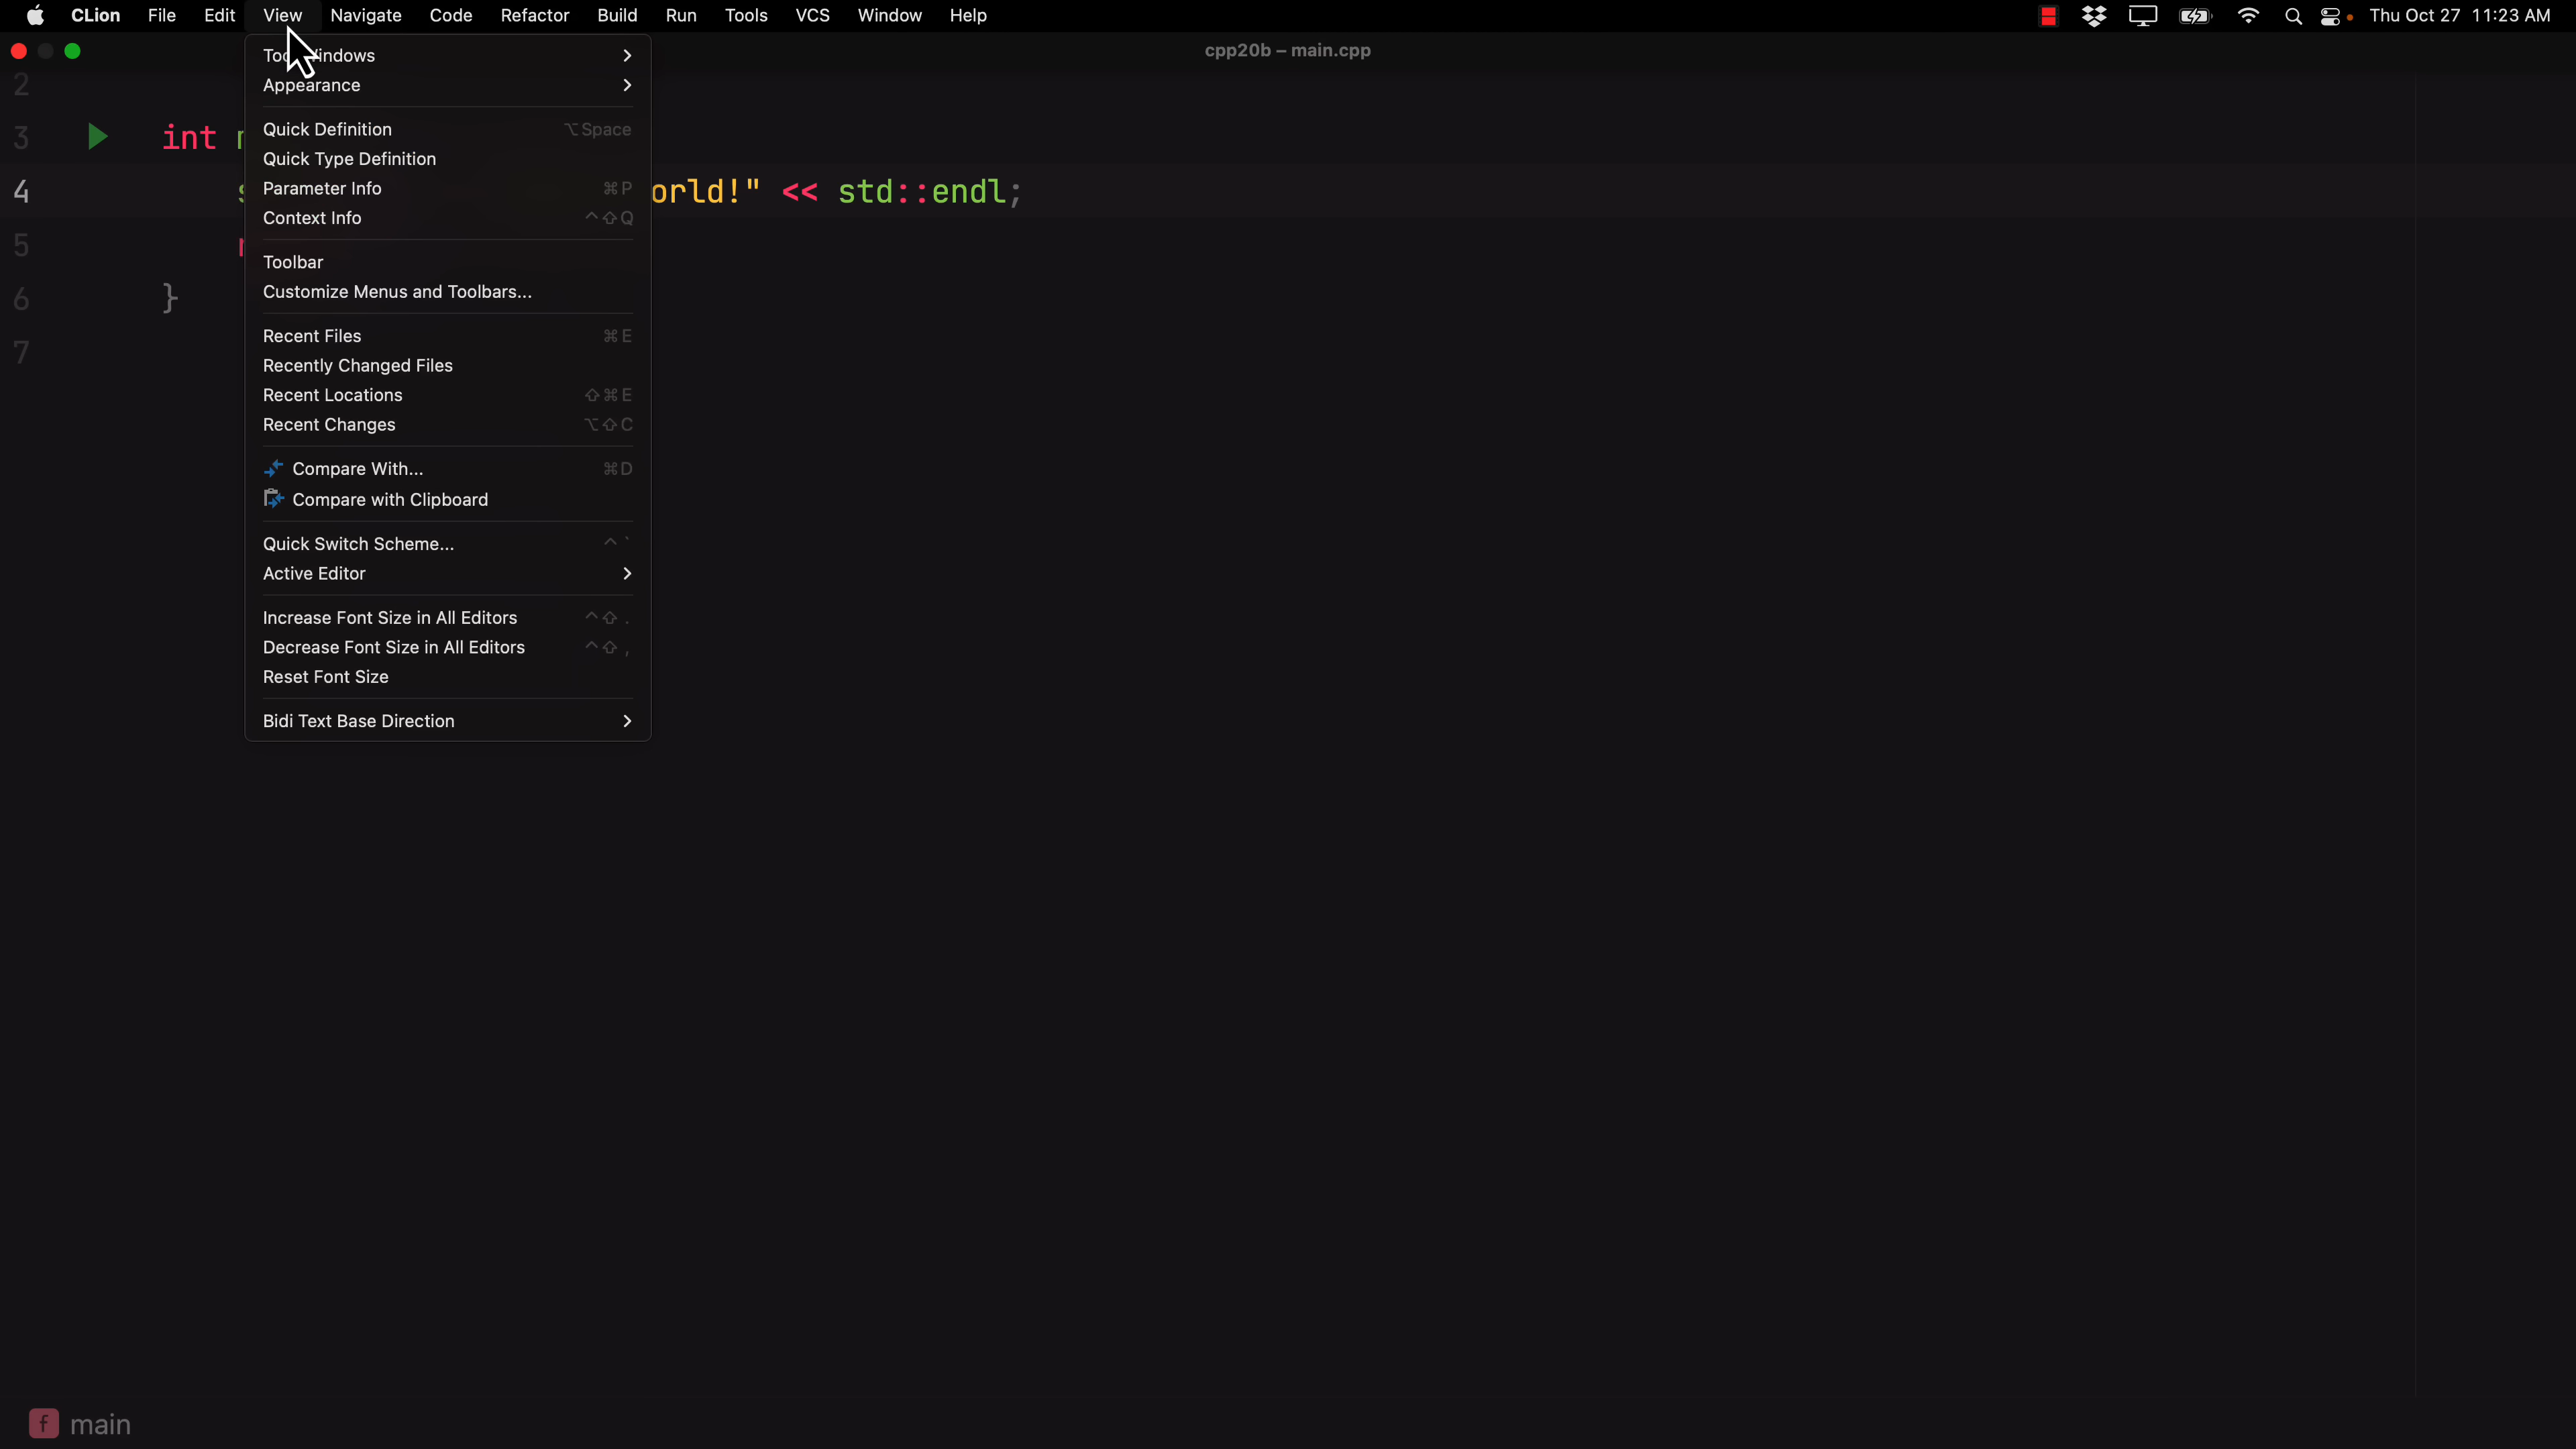 CLion File Edit View Navigate Code Refactor Build Run Tools VCS Window Help Thu Oct 27 11:23 AM
cpp20b – main.cpp
Appearance
Quick Definition ⌥Space
Quick Type Definition
Parameter Info ⌘P
Context Info ^⇧Q
Toolbar
Customize Menus and Toolbars...
Recent Files ⌘E
Recently Changed Files
Recent Locations ⇧⌘E
Recent Changes ⌥⇧C
Compare With... ⌘D
Compare with Clipboard
Quick Switch Scheme... ^`
Active Editor
Increase Font Size in All Editors ^⇧.
Decrease Font Size in All Editors ^⇧,
Reset Font Size
Bidi Text Base Direction
2
3 int
4 orld!" << std::endl;
5
6 }
7
f main